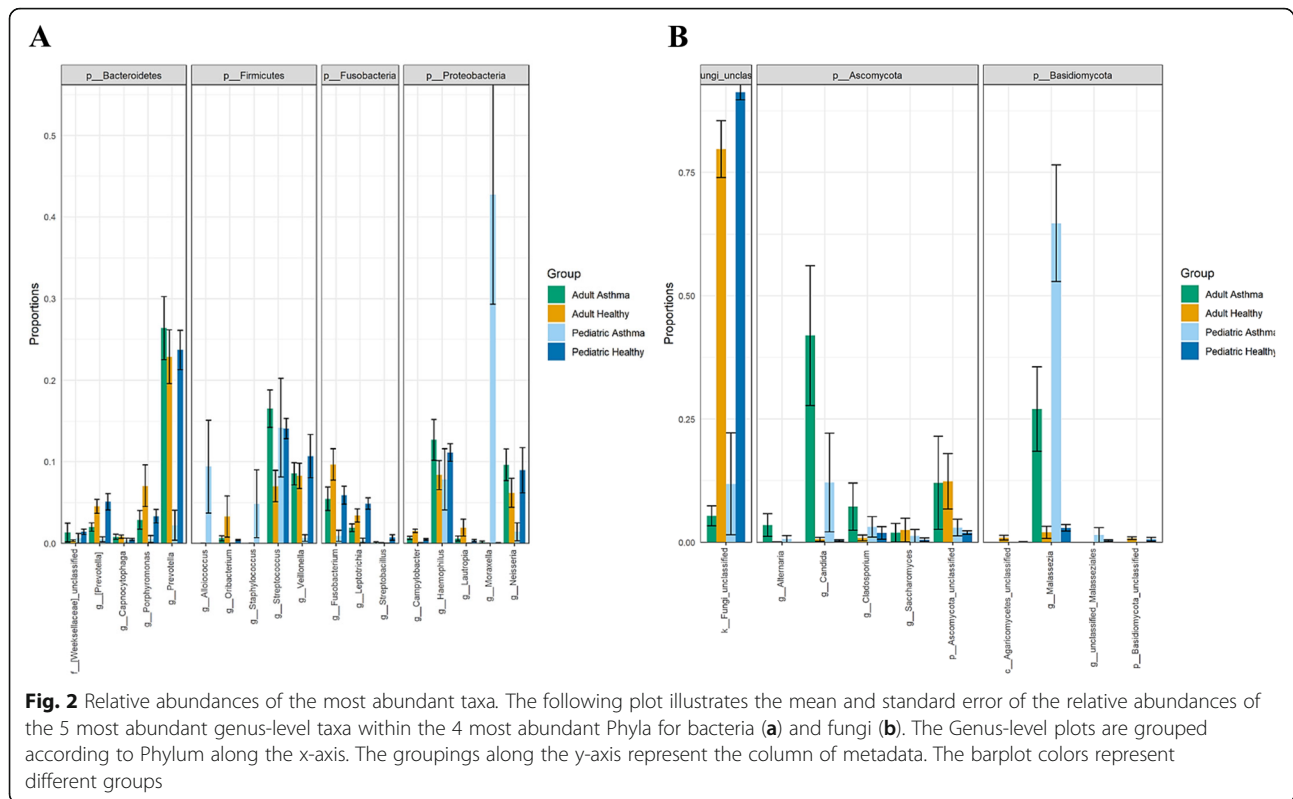 A
B
p__Bacteroidetes
p__Firmicutes
p__Fusobacteria
p__Proteobacteria
ungi_unclas
p__Ascomycota
p__Basidiomycota
Proportions
0.5
0.4
0.3
0.2
0.1
0.0
Group
Adult Asthma
Adult Healthy
Pediatric Asthma
Pediatric Healthy
f__[Weeksellaceae]_unclassified
g__[Prevotella]
g__Capnocytophaga
g__Porphyromonas
g__Prevotella
g__Alloiococcus
g__Oribacterium
g__Staphylococcus
g__Streptococcus
g__Veillonella
g__Fusobacterium
g__Leptotrichia
g__Streptobacillus
g__Campylobacter
g__Haemophilus
g__Lautropia
g__Moraxella
g__Neisseria
Proportions
0.75
0.50
0.25
0.00
Group
Adult Asthma
Adult Healthy
Pediatric Asthma
Pediatric Healthy
k__Fungi_unclassified
g__Alternaria
g__Candida
g__Cladosporium
g__Saccharomyces
p__Ascomycota_unclassified
c__Agaricomycetes_unclassified
g__Malassezia
g__unclassified_Malasseziales
p__Basidiomycota_unclassified
Fig. 2 Relative abundances of the most abundant taxa. The following plot illustrates the mean and standard error of the relative abundances of
the 5 most abundant genus-level taxa within the 4 most abundant Phyla for bacteria (a) and fungi (b). The Genus-level plots are grouped
according to Phylum along the x-axis. The groupings along the y-axis represent the column of metadata. The barplot colors represent
different groups